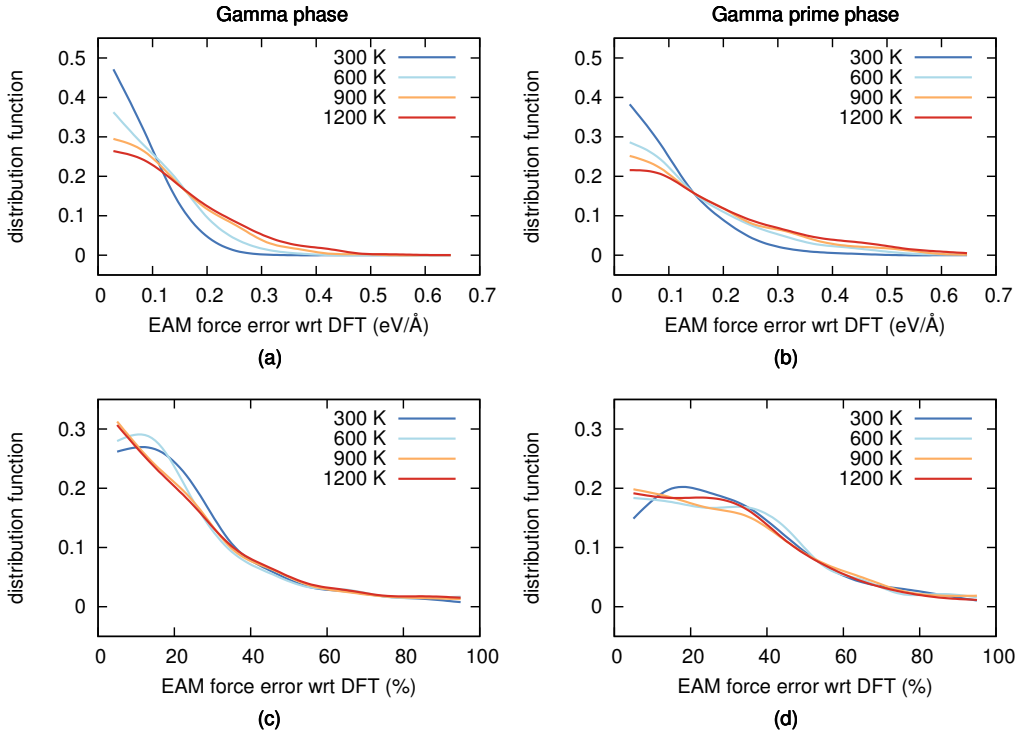 Gamma phase
distribution function
0.5
0.4
0.3
0.2
0.1
0
300 K
600 K
900 K
1200 K
0 0.1 0.2 0.3 0.4 0.5 0.6 0.7
EAM force error wrt DFT (eV/Å)
(a)
Gamma prime phase
distribution function
0.5
0.4
0.3
0.2
0.1
0
300 K
600 K
900 K
1200 K
0 0.1 0.2 0.3 0.4 0.5 0.6 0.7
EAM force error wrt DFT (eV/Å)
(b)
distribution function
0.3
0.2
0.1
0
300 K
600 K
900 K
1200 K
0 20 40 60 80 100
EAM force error wrt DFT (%)
(c)
distribution function
0.3
0.2
0.1
0
300 K
600 K
900 K
1200 K
0 20 40 60 80 100
EAM force error wrt DFT (%)
(d)